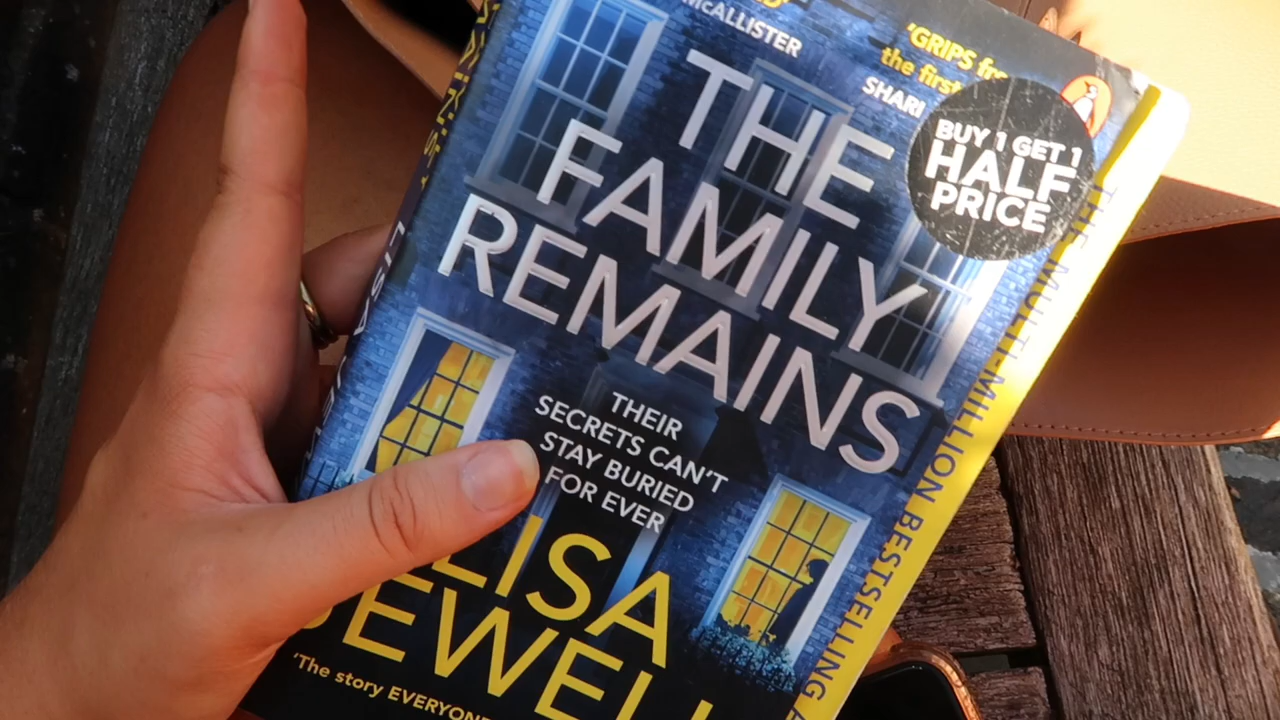 McALLISTER
'GRIPS
the first
SHARI
BUY 1 GET 1
HALF
PRICE
THE
FAMILY
REMAINS
THEIR
SECRETS CAN'T
STAY BURIED
FOR EVER
LISA
JEWELL
'The story EVERYONE
THE MULTI-MILLION BESTSELLING
LISA